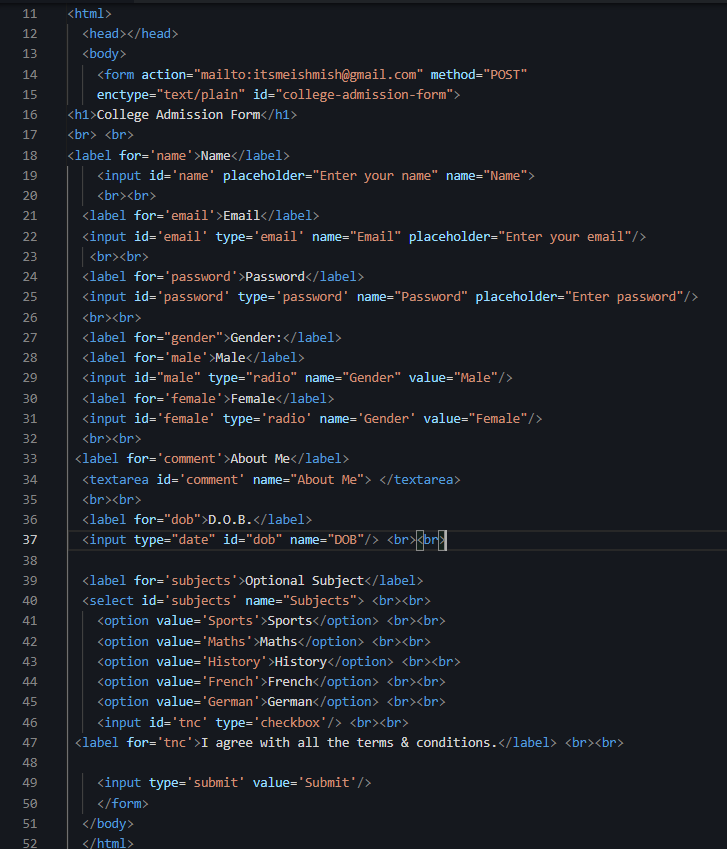 11 <html>
12 <head></head>
13 <body>
14 <form action="mailto:itsmeishmish@gmail.com" method="POST"
15 enctype="text/plain" id="college-admission-form">
16 <h1>College Admission Form</h1>
17 <br> <br>
18 <label for='name'>Name</label>
19 <input id='name' placeholder="Enter your name" name="Name">
20 <br><br>
21 <label for='email'>Email</label>
22 <input id='email' type='email' name="Email" placeholder="Enter your email"/>
23 <br><br>
24 <label for='password'>Password</label>
25 <input id='password' type='password' name="Password" placeholder="Enter password"/>
26 <br><br>
27 <label for="gender">Gender:</label>
28 <label for='male'>Male</label>
29 <input id="male" type="radio" name="Gender" value="Male"/>
30 <label for='female'>Female</label>
31 <input id='female' type='radio' name='Gender' value="Female"/>
32 <br><br>
33 <label for='comment'>About Me</label>
34 <textarea id='comment' name="About Me"> </textarea>
35 <br><br>
36 <label for="dob">D.O.B.</label>
37 <input type="date" id="dob" name="DOB"/> <br><br>
38
39 <label for='subjects'>Optional Subject</label>
40 <select id='subjects' name="Subjects"> <br><br>
41 <option value='Sports'>Sports</option> <br><br>
42 <option value='Maths'>Maths</option> <br><br>
43 <option value='History'>History</option> <br><br>
44 <option value='French'>French</option> <br><br>
45 <option value='German'>German</option> <br><br>
46 <input id='tnc' type='checkbox'/> <br><br>
47 <label for='tnc'>I agree with all the terms & conditions.</label> <br><br>
48
49 <input type='submit' value='Submit'/>
50 </form>
51 </body>
52 </html>